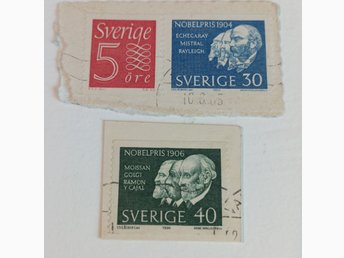 Sverige
5
öre
NOBELPRIS 1904
ECHEGARAY
MISTRAL
RAYLEIGH
SVERIGE 30
NOBELPRIS 1906
MOISSAN
GOLGI
RAMON
Y CAJAL
SVERIGE 40